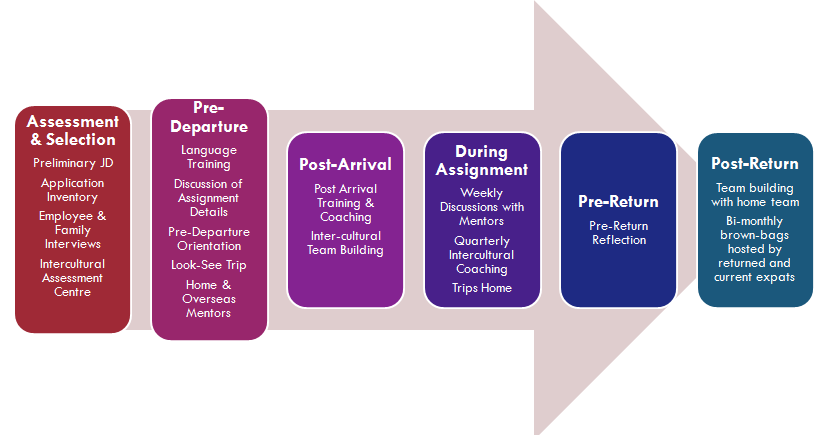 Assessment
& Selection
Preliminary JD
Application
Inventory
Employee &
Family
Interviews
Intercultural
Assessment
Centre
Pre-
Departure
Language
Training
Discussion of
Assignment
Details
Pre-Departure
Orientation
Look-See Trip
Home &
Overseas
Mentors
Post-Arrival
Post Arrival
Training &
Coaching
Inter-cultural
Team Building
During
Assignment
Weekly
Discussions with
Mentors
Quarterly
Intercultural
Coaching
Trips Home
Pre-Return
Pre-Return
Reflection
Post-Return
Team building
with home team
Bi-monthly
brown-bags
hosted by
returned and
current expats